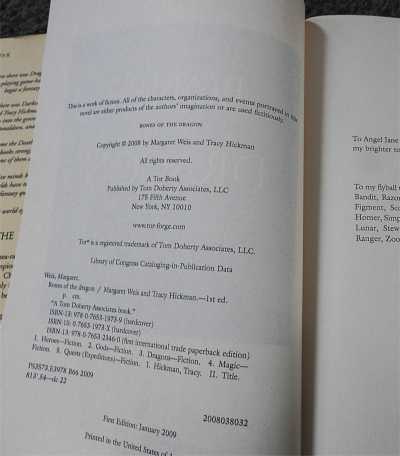 This is a work of fiction. All of the characters, organizations, and events portrayed in this
novel are either products of the authors' imagination or are used fictitiously.
BONES OF THE DRAGON
Copyright © 2008 by Margaret Weis and Tracy Hickman
All rights reserved.
A Tor Book
Published by Tom Doherty Associates, LLC
175 Fifth Avenue
New York, NY 10010
www.tor-forge.com
Tor® is a registered trademark of Tom Doherty Associates, LLC.
Library of Congress Cataloging-in-Publication Data
Weis, Margaret.
Bones of the dragon / Margaret Weis and Tracy Hickman.—1st ed.
p. cm.
"A Tom Doherty Associates book."
ISBN-13: 978-0-7653-1973-9 (hardcover)
ISBN-10: 0-7653-1973-X (hardcover)
ISBN-13: 978-0-7653-2346-0 (first international trade paperback edition)
1. Heroes—Fiction. 2. Gods—Fiction. 3. Dragons—Fiction. 4. Magic—
Fiction. 5. Quests (Expeditions)—Fiction. I. Hickman, Tracy. II. Title.
PS3573.E3978 B66 2009
813'.54—dc 22
2008038032
First Edition: January 2009
Printed in the United States of
To Angel Jane
my brighter
To my flyball
Bandit, Razo
Figment, Sc
Homer, Simp
Lunar, Stew
Ranger, Zoo